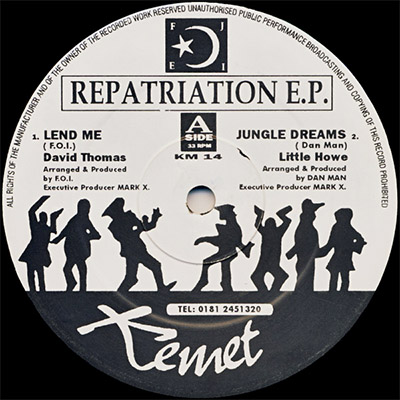 ALL RIGHTS OF THE MANUFACTURER AND OF THE OWNER OF THE RECORDED WORK RESERVED UNAUTHORISED PUBLIC PERFORMANCE BROADCASTING AND COPYING OF THIS RECORD PROHIBITED
F J
E I
REPATRIATION E.P.
1. LEND ME
( F.O.I. )
David Thomas
Arranged & Produced
by F.O.I.
Executive Producer MARK X.
A
SIDE
33 RPM
KM 14
JUNGLE DREAMS 2.
( Dan Man)
Little Howe
Arranged & Produced
by DAN MAN
Executive Producer MARK X.
TEL: 0181 2451320
Kemet